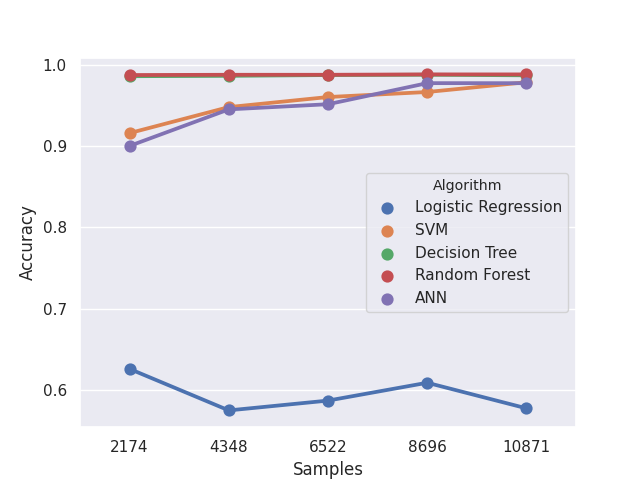 1.0
0.9
0.8
0.7
0.6
Accuracy
Algorithm
Logistic Regression
SVM
Decision Tree
Random Forest
ANN
2174 4348 6522 8696 10871
Samples